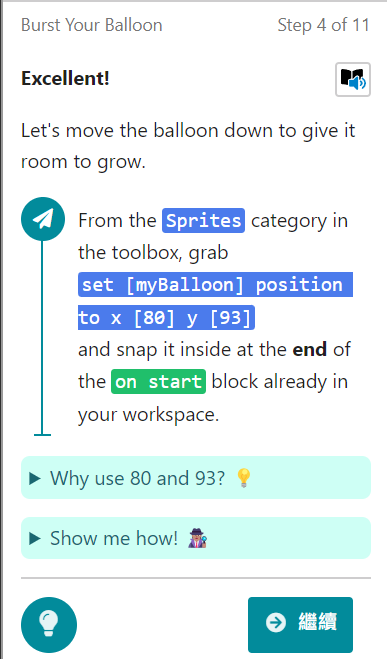 Burst Your Balloon
Step 4 of 11
Excellent!
Let's move the balloon down to give it
room to grow.
From the Sprites category in
the toolbox, grab
set [myBalloon] position
to x [80] y [93]
and snap it inside at the end of
the on start block already in
your workspace.
Why use 80 and 93?
Show me how!
繼續